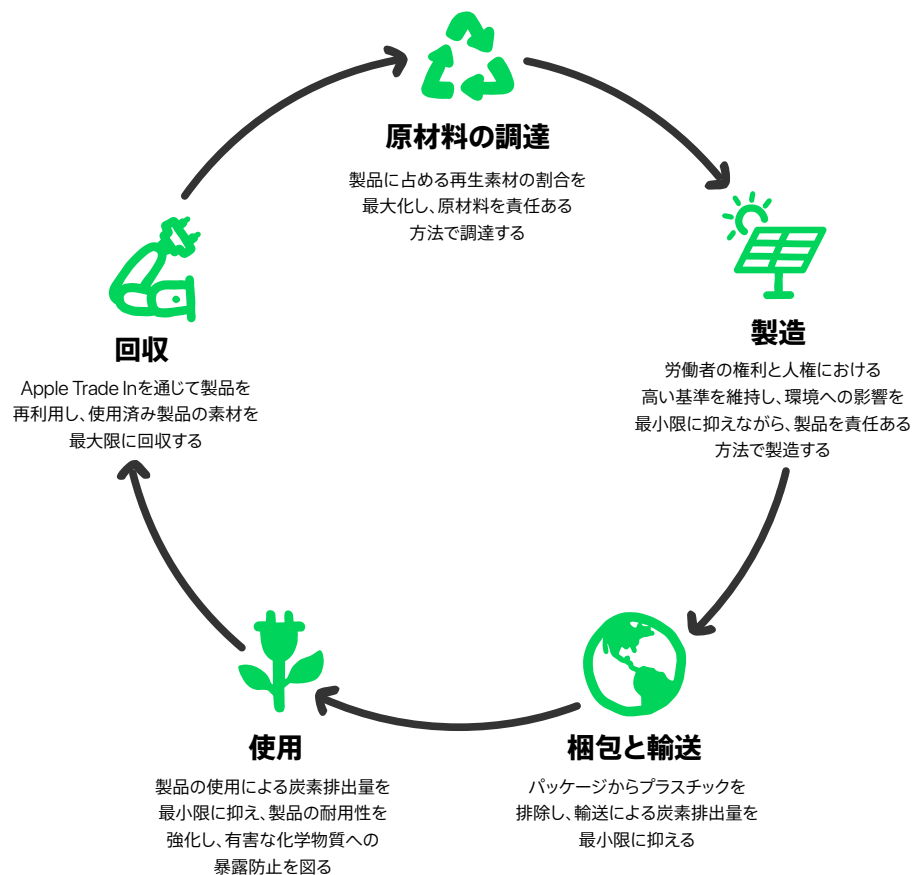 原材料の調達
製品に占める再生素材の割合を
最大化し、原材料を責任ある
方法で調達する
製造
労働者の権利と人権における
高い基準を維持し、環境への影響を
最小限に抑えながら、製品を責任ある
方法で製造する
梱包と輸送
パッケージからプラスチックを
排除し、輸送による炭素排出量を
最小限に抑える
使用
製品の使用による炭素排出量を
最小限に抑え、製品の耐用性を
強化し、有害な化学物質への
暴露防止を図る
回収
Apple Trade Inを通じて製品を
再利用し、使用済み製品の素材を
最大限に回収する